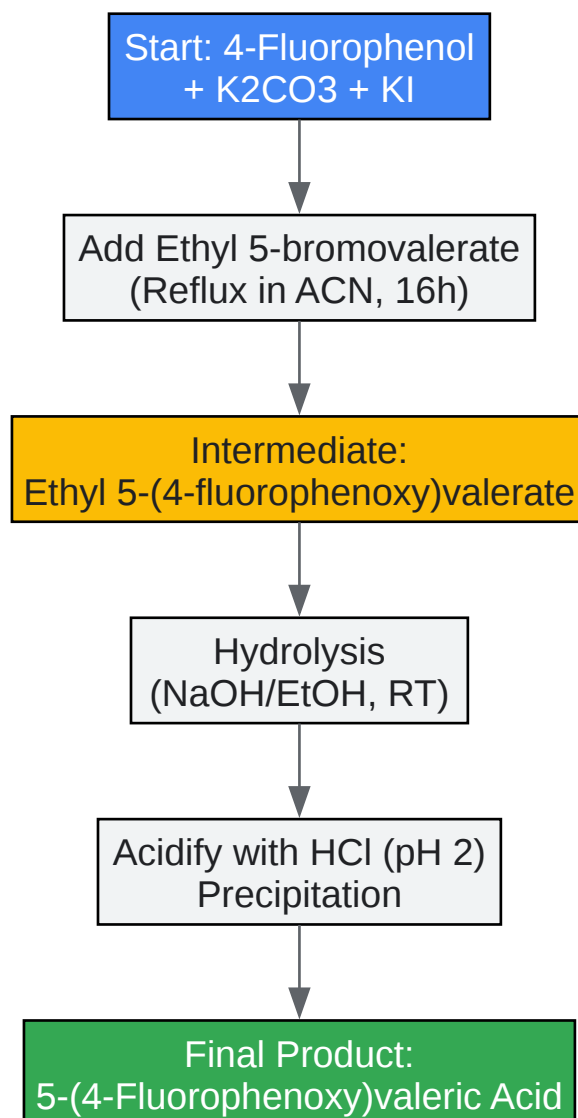 Start: 4-Fluorophenol
+ K2CO3 + KI
Add Ethyl 5-bromovalerate
(Reflux in ACN, 16h)
Intermediate:
Ethyl 5-(4-fluorophenoxy)valerate
Hydrolysis
(NaOH/EtOH, RT)
Acidify with HCl (pH 2)
Precipitation
Final Product:
5-(4-Fluorophenoxy)valeric Acid